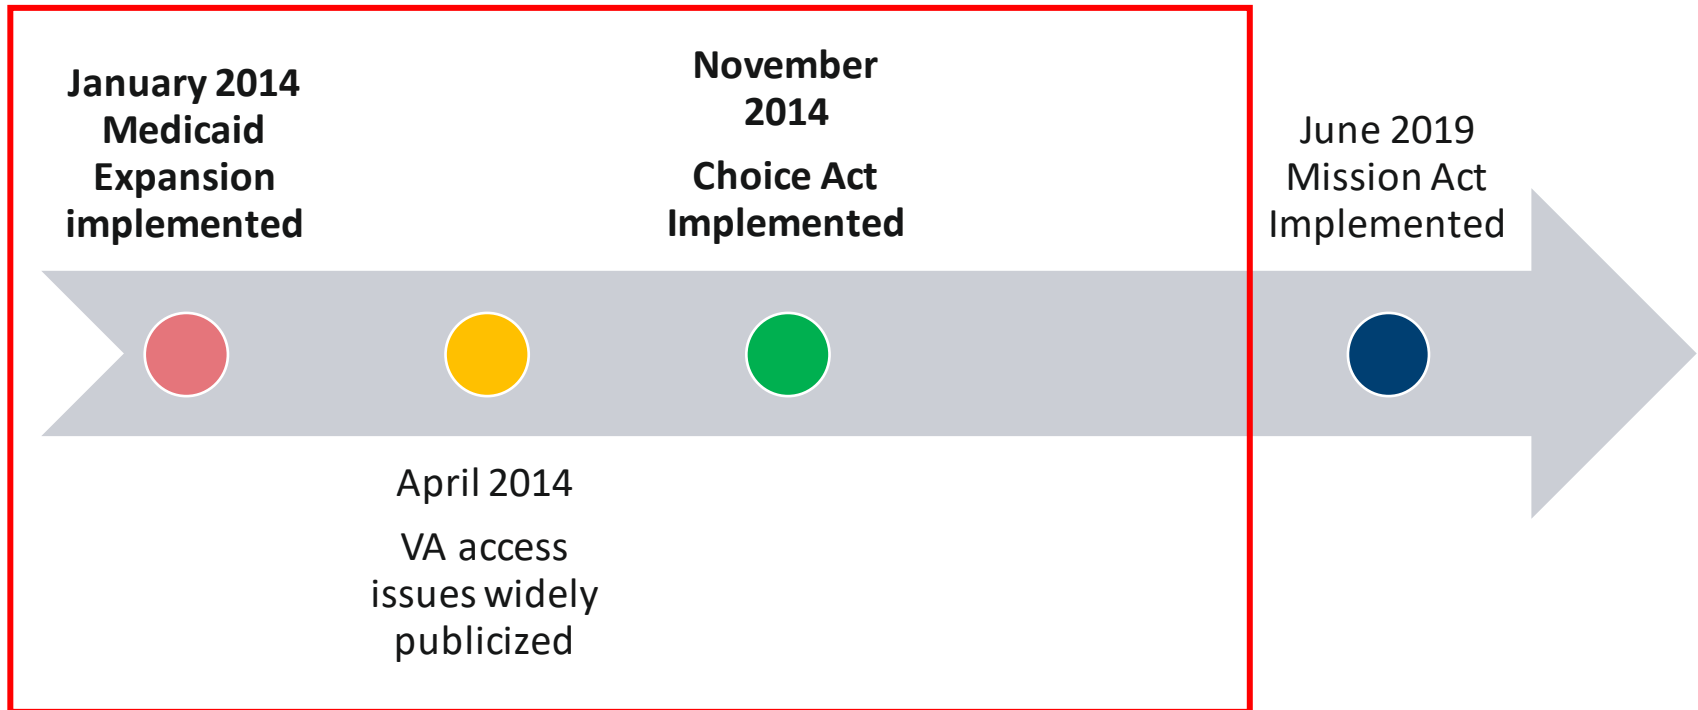 January 2014
Medicaid
Expansion
implemented
April 2014
VA access
issues widely
publicized
November
2014
Choice Act
Implemented
June 2019
Mission Act
Implemented